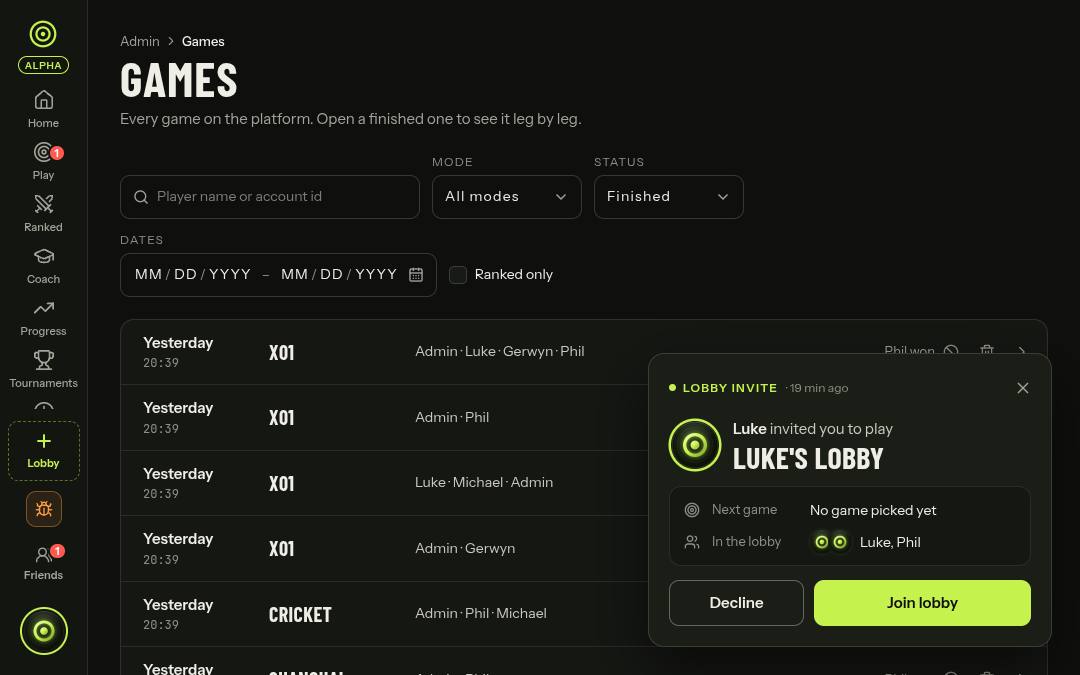 ALPHA
Home
1
Play
Ranked
Coach
Progress
Tournaments
Lobby
1
Friends
Admin > Games
GAMES
Every game on the platform. Open a finished one to see it leg by leg.
MODE
STATUS
Player name or account id
All modes
Finished
DATES
MM / DD / YYYY – MM / DD / YYYY
Ranked only
Yesterday
20:39
X01
Admin · Luke · Gerwyn · Phil
Phil won
Yesterday
20:39
X01
Admin · Phil
Yesterday
20:39
X01
Luke · Michael · Admin
Yesterday
20:39
X01
Admin · Gerwyn
Yesterday
20:39
CRICKET
Admin · Phil · Michael
Yesterday
LOBBY INVITE · 19 min ago
Luke invited you to play
LUKE'S LOBBY
Next game No game picked yet
In the lobby Luke, Phil
Decline
Join lobby